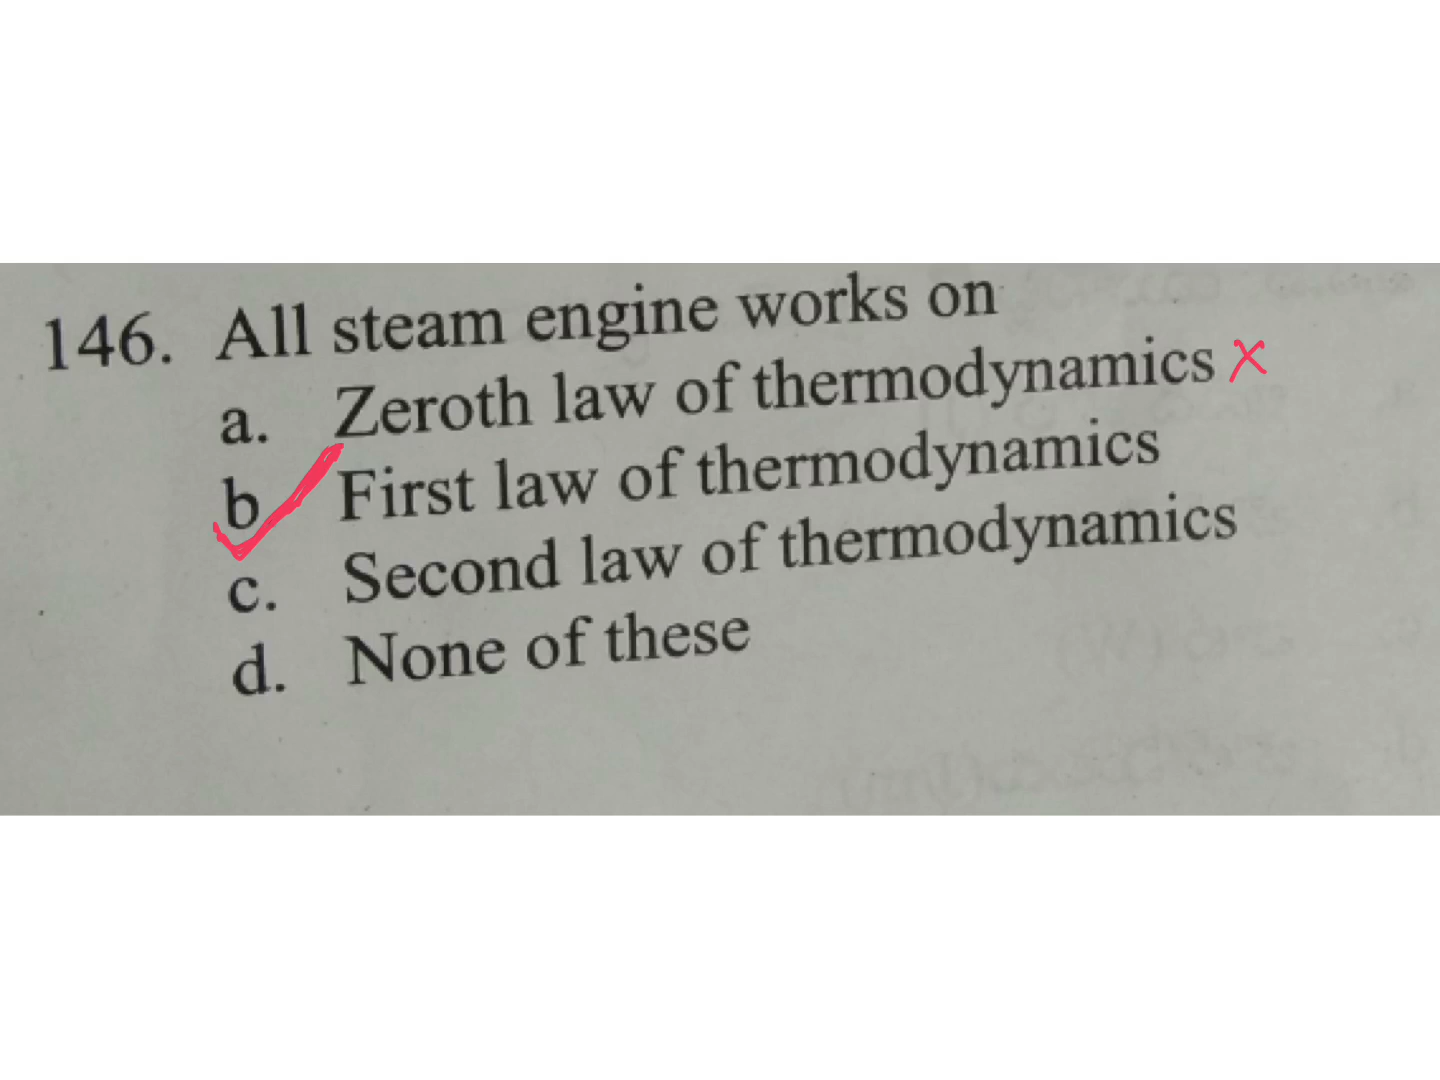 146. All steam engine works on
a. Zeroth law of thermodynamics x
b First law of thermodynamics
c. Second law of thermodynamics
d. None of these